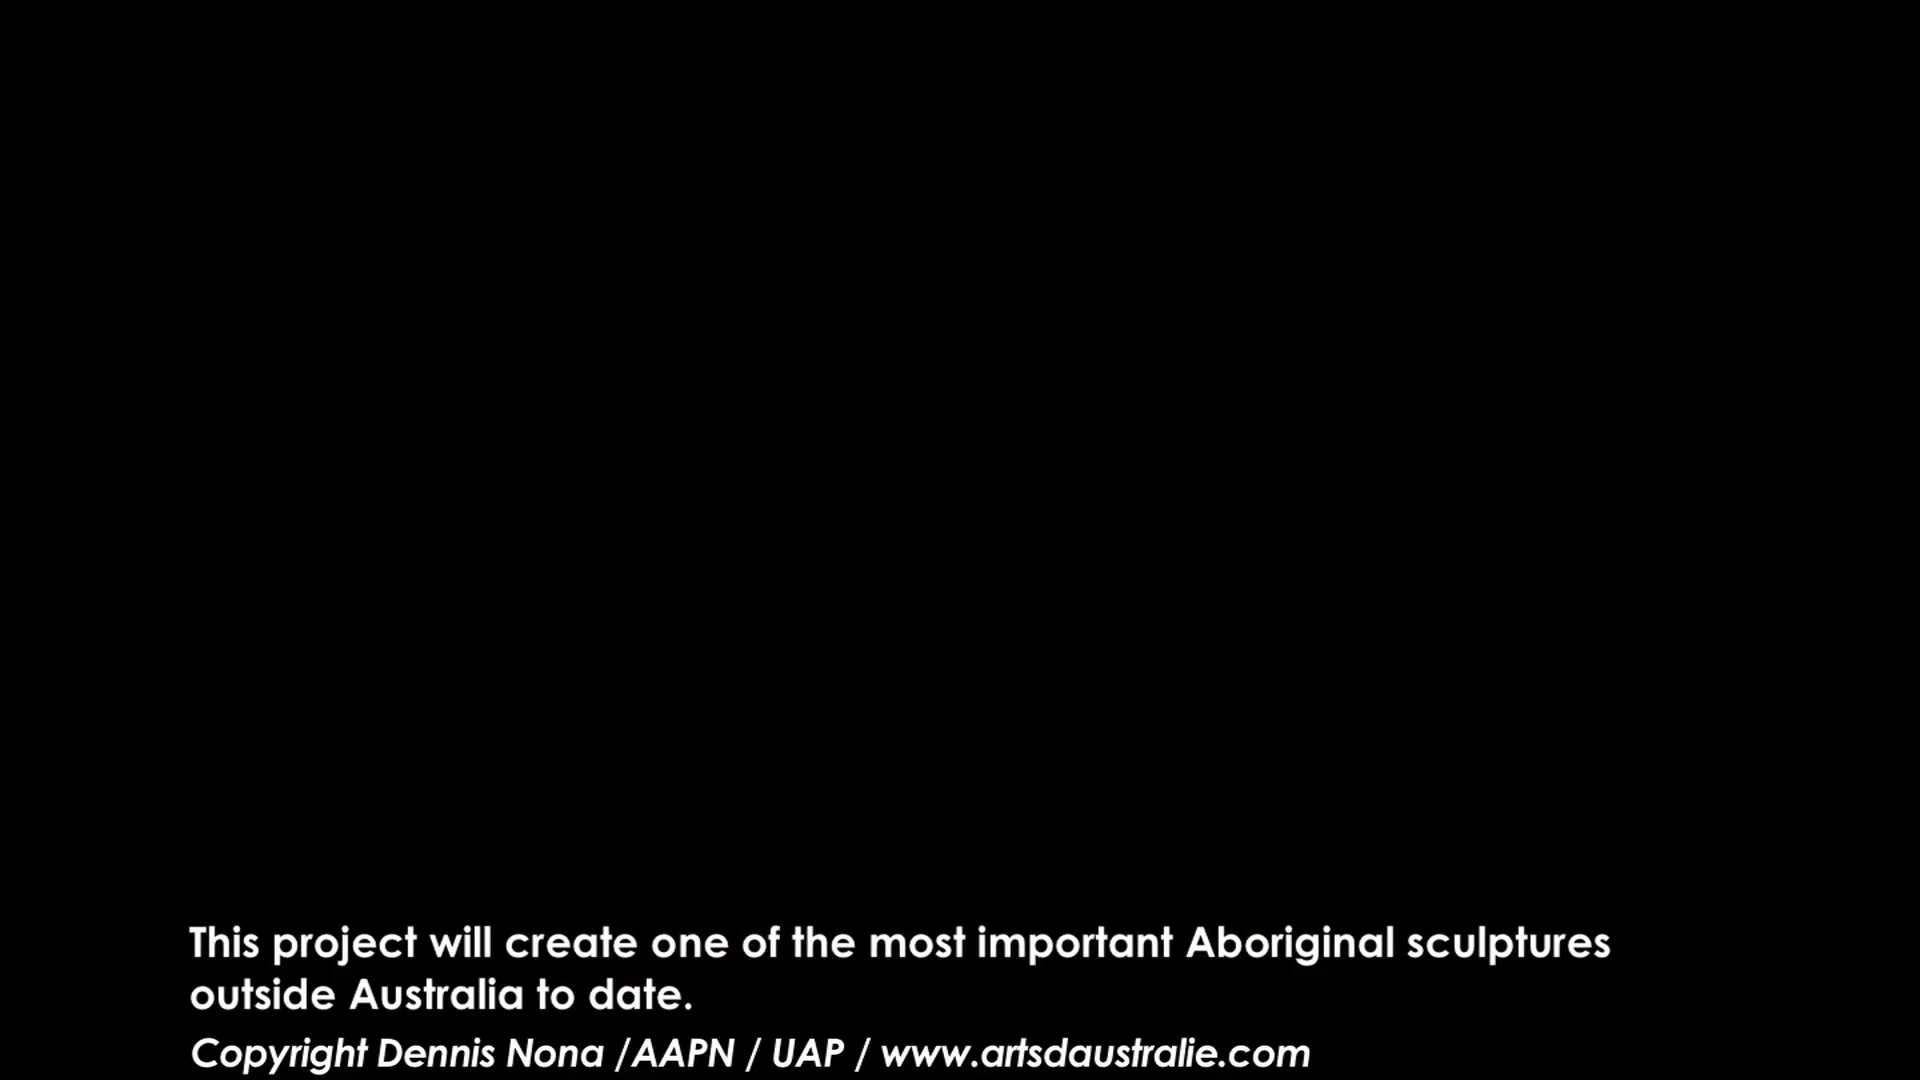 This project will create one of the most important Aboriginal sculptures
outside Australia to date.
Copyright Dennis Nona /AAPN / UAP / www.artsdaustralie.com